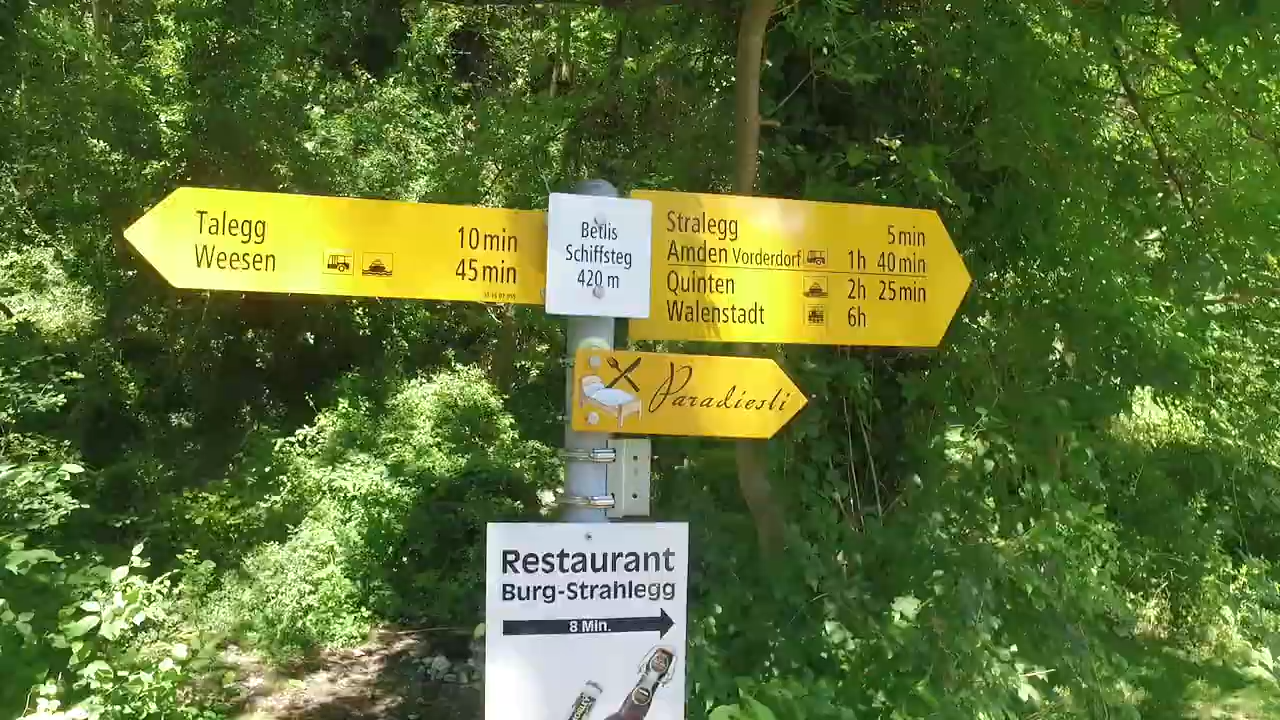 Talegg 10 min
Weesen 45 min
Betlis
Schiffsteg
420 m
Stralegg 5 min
Amden Vorderdorf 1h 40 min
Quinten 2h 25 min
Walenstadt 6h
Paradiesli
Restaurant
Burg-Strahlegg
8 Min.